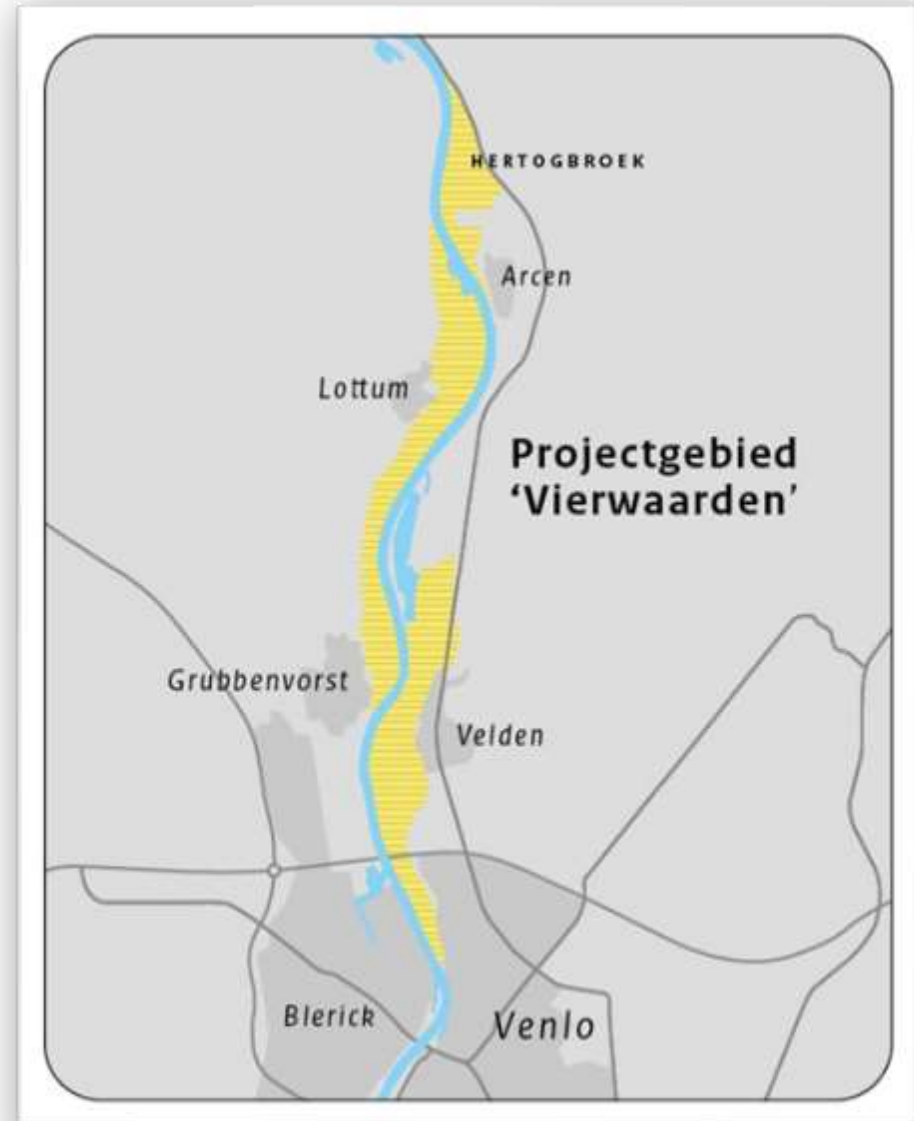 HERTOGBROEK
Arcen
Lottum
Projectgebied
‘Vierwaarden’
Grubbenvorst
Velden
Blerick
Venlo